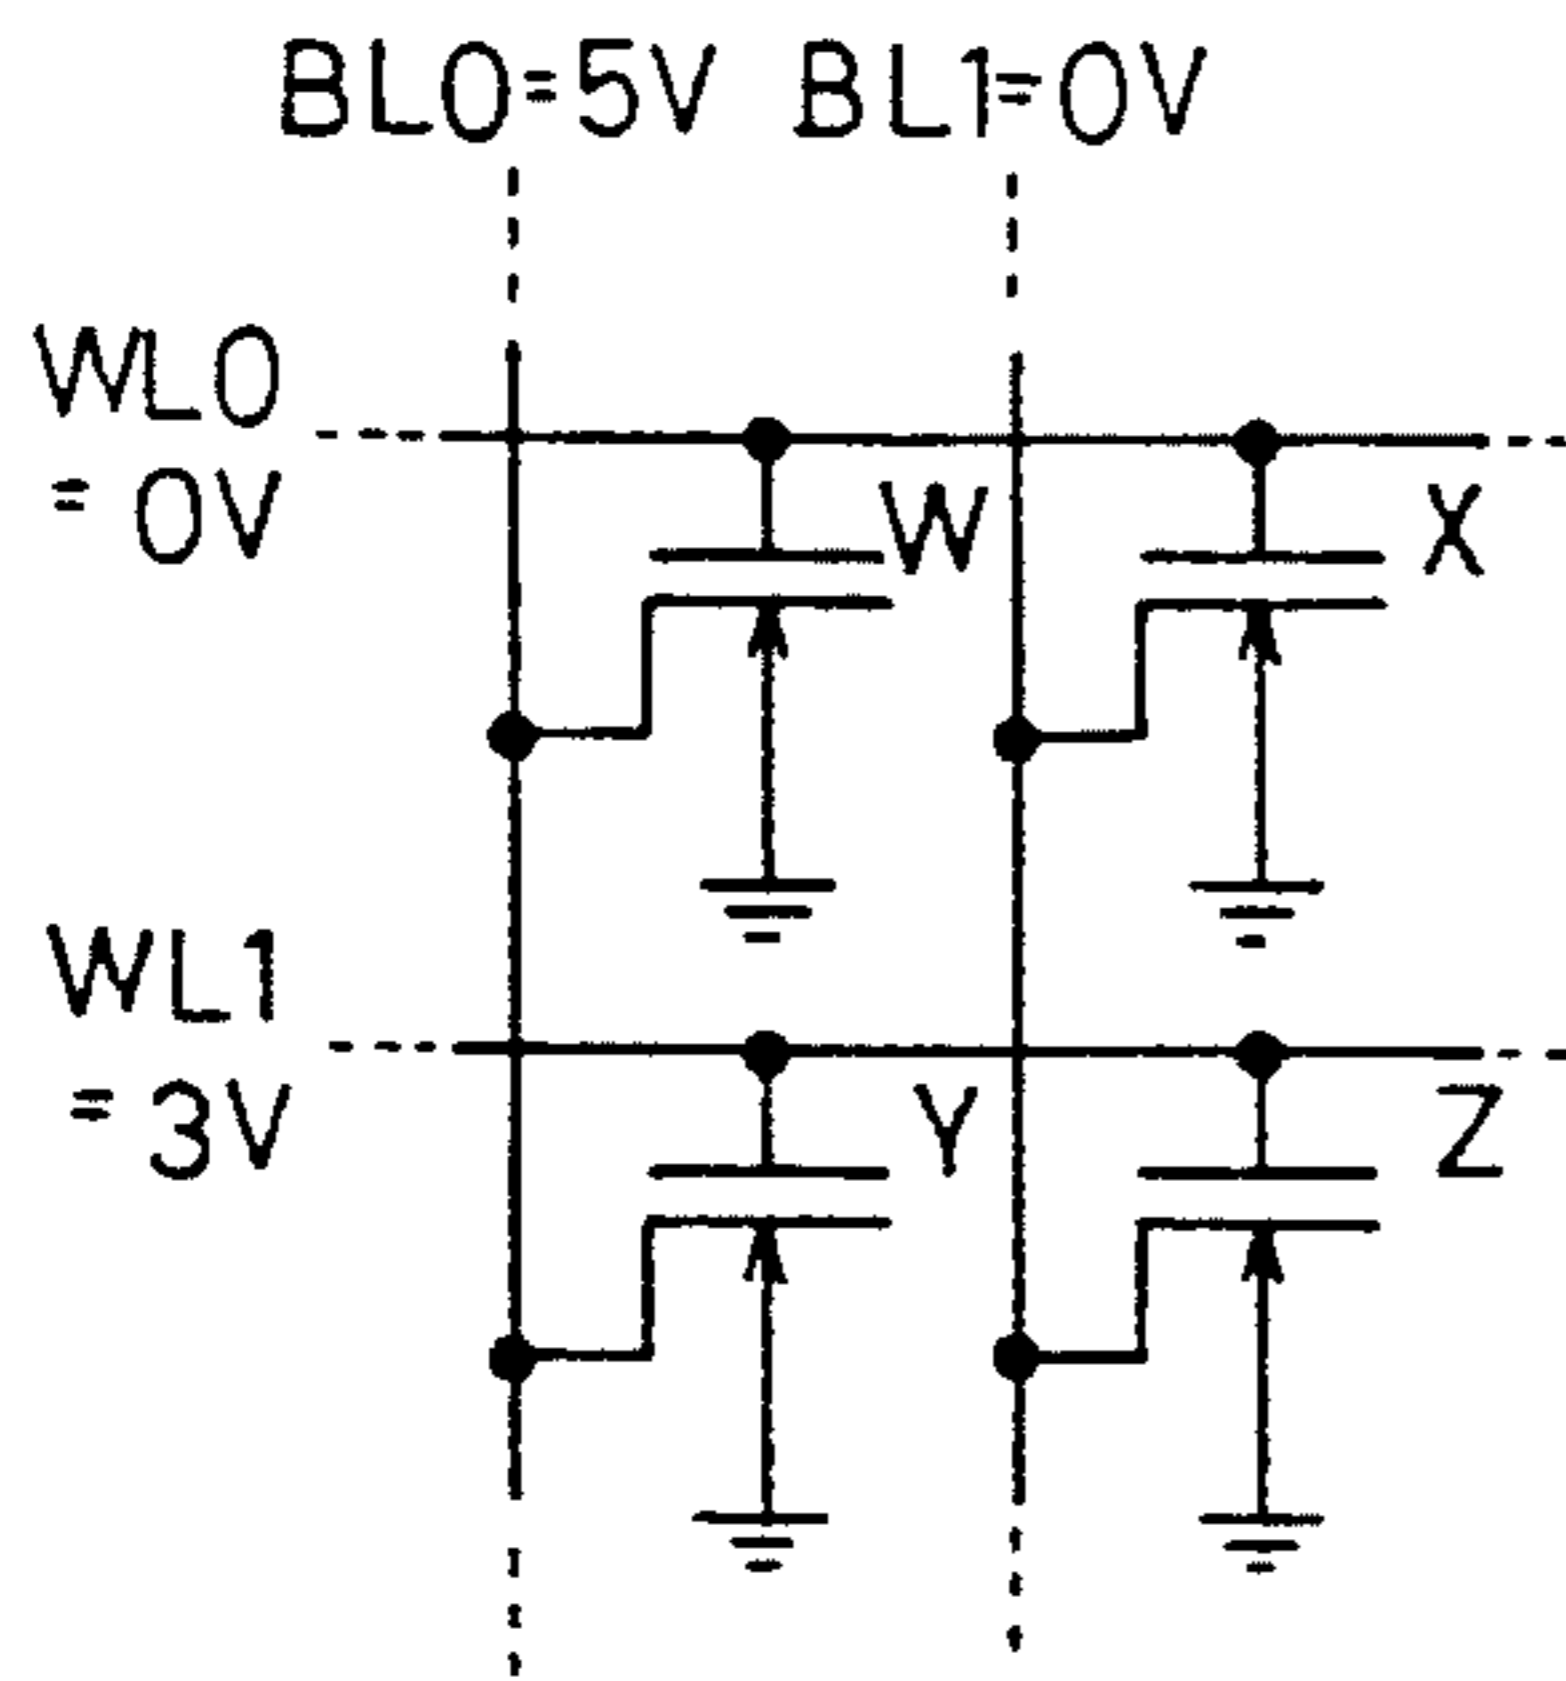 BL0=5V BL1=0V
WL0
= 0V
W
X
WL1
= 3V
Y
Z